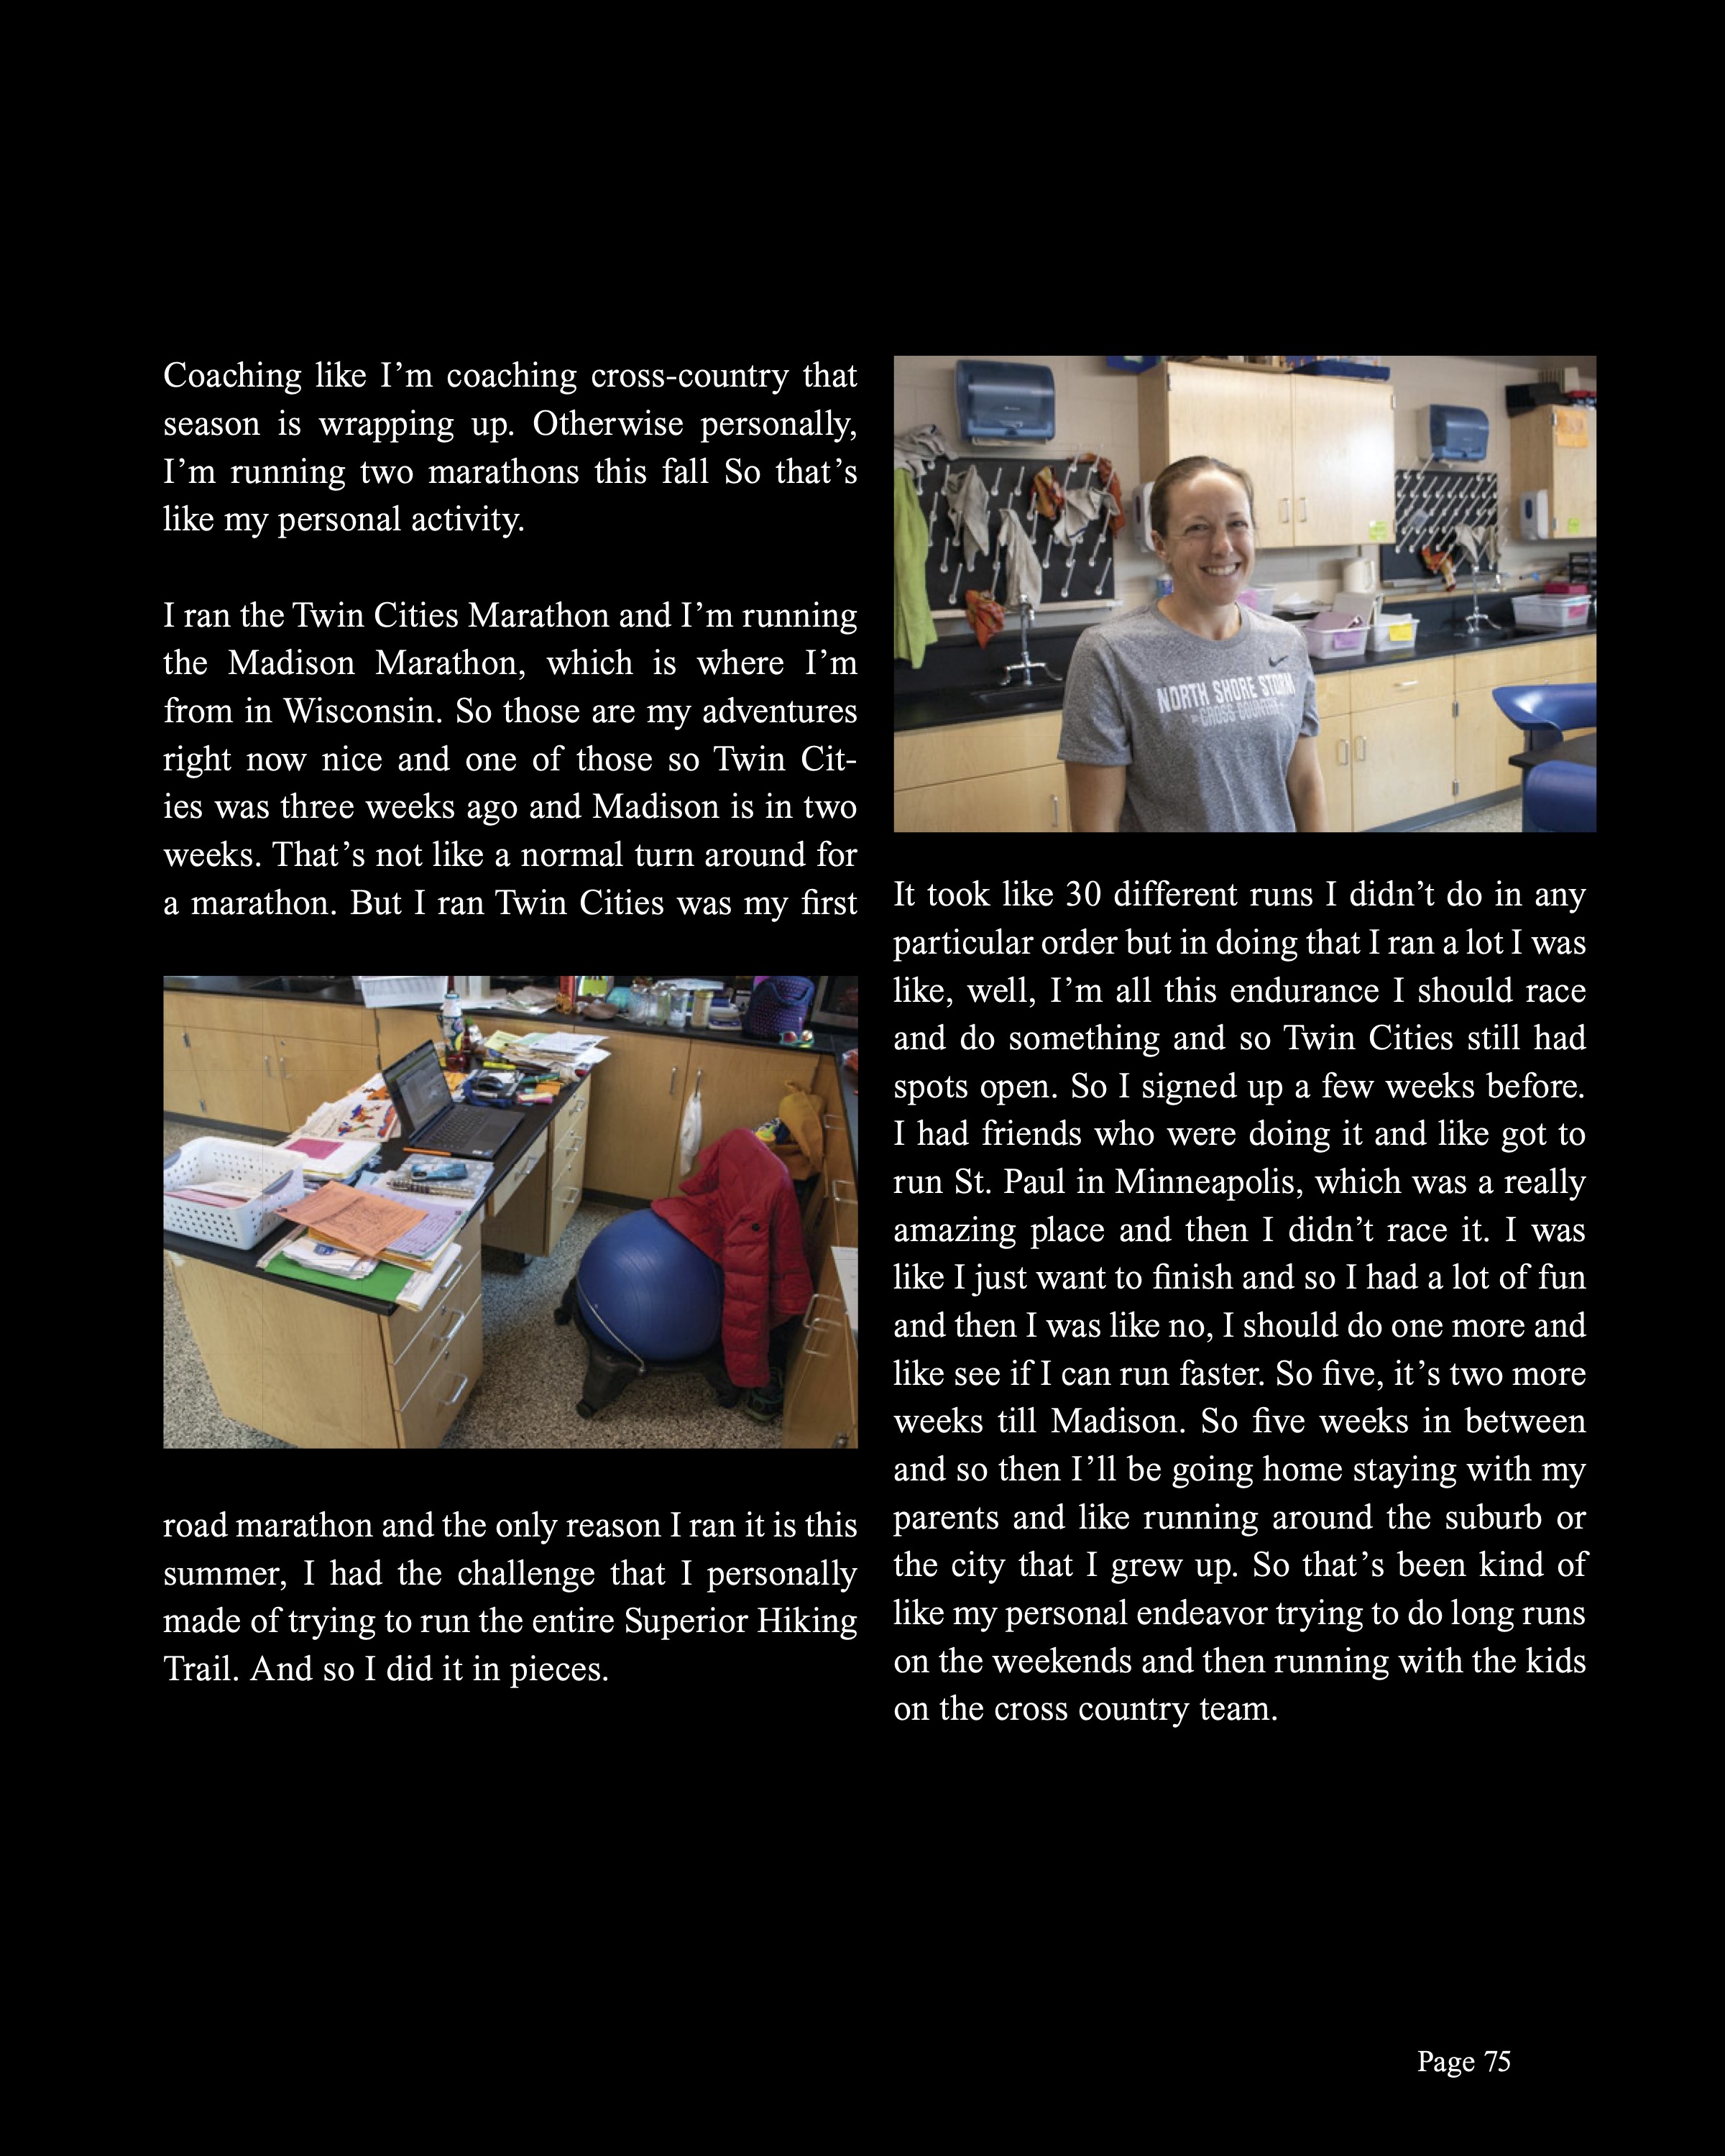 Coaching like I’m coaching cross-country that
season is wrapping up. Otherwise personally,
I’m running two marathons this fall So that’s
like my personal activity.
I ran the Twin Cities Marathon and I’m running
the Madison Marathon, which is where I’m
from in Wisconsin. So those are my adventures
right now nice and one of those so Twin Cit-
ies was three weeks ago and Madison is in two
weeks. That’s not like a normal turn around for
a marathon. But I ran Twin Cities was my first
road marathon and the only reason I ran it is this
summer, I had the challenge that I personally
made of trying to run the entire Superior Hiking
Trail. And so I did it in pieces.
NORTH SHORE STORM
CROSS COUNTRY
It took like 30 different runs I didn’t do in any
particular order but in doing that I ran a lot I was
like, well, I’m all this endurance I should race
and do something and so Twin Cities still had
spots open. So I signed up a few weeks before.
I had friends who were doing it and like got to
run St. Paul in Minneapolis, which was a really
amazing place and then I didn’t race it. I was
like I just want to finish and so I had a lot of fun
and then I was like no, I should do one more and
like see if I can run faster. So five, it’s two more
weeks till Madison. So five weeks in between
and so then I’ll be going home staying with my
parents and like running around the suburb or
the city that I grew up. So that’s been kind of
like my personal endeavor trying to do long runs
on the weekends and then running with the kids
on the cross country team.
Page 75